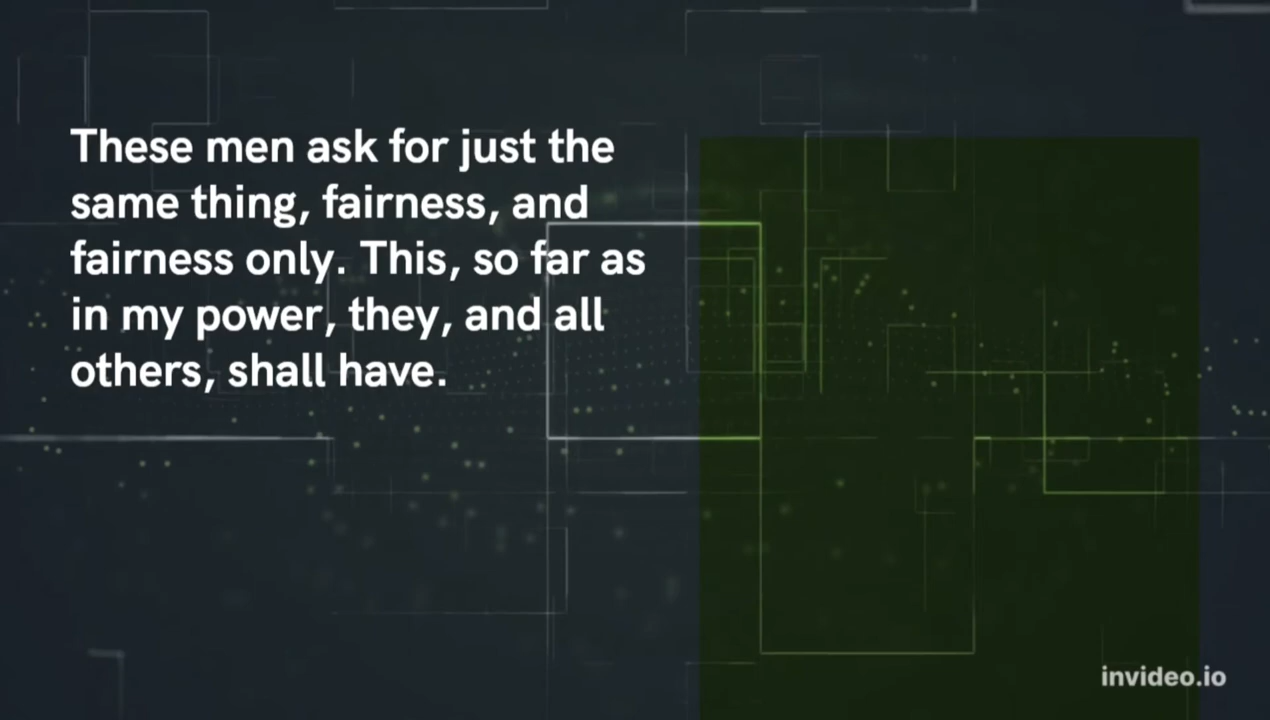 These men ask for just the
same thing, fairness, and
fairness only. This, so far as
in my power, they, and all
others, shall have.
invideo.io